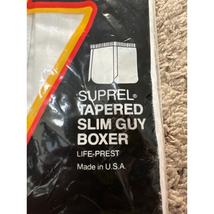 SUPREL®
TAPERED
SLIM GUY
BOXER
LIFE-PREST
Made in U.S.A.